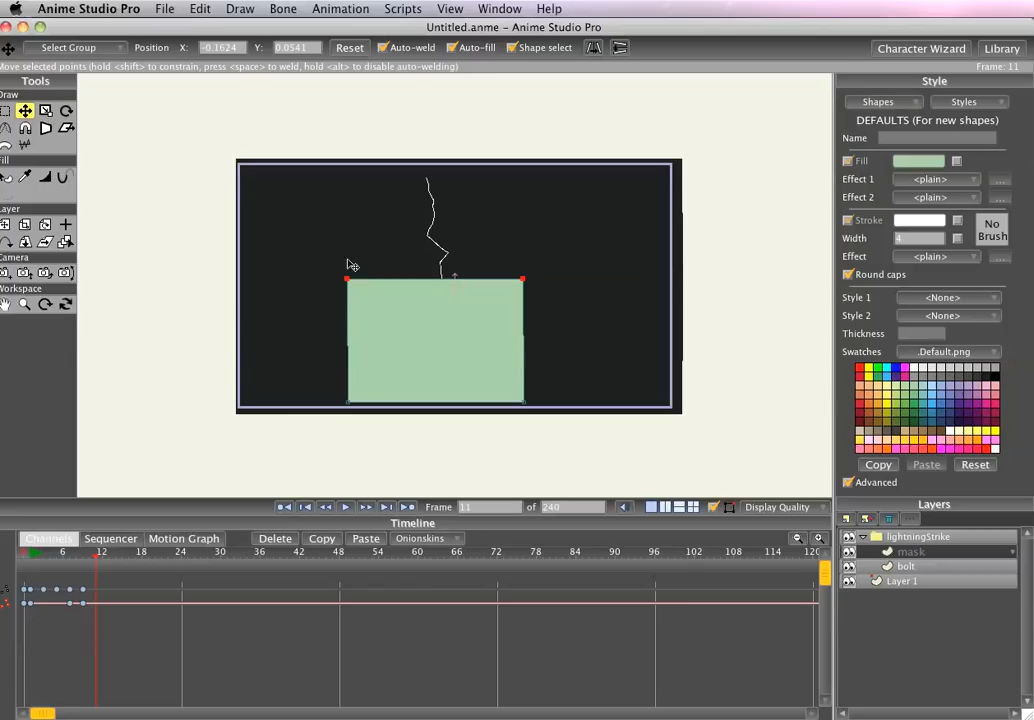 Anime Studio Pro File Edit Draw Bone Animation Scripts View Window Help
Untitled.anme - Anime Studio Pro
Select Group Position X: -0.1624 Y: 0.0541 Reset Auto-weld Auto-fill Shape select Character Wizard Library
Move selected points (hold <shift> to constrain, press <space> to weld, hold <alt> to disable auto-welding) Frame: 11
Tools
Draw
Fill
Layer
Camera
Workspace
Style
Shapes Styles
DEFAULTS (For new shapes)
Name
Fill
Effect 1 <plain> ...
Effect 2 <plain> ...
Stroke No
Width 4 Brush
Effect <plain> ...
Round caps
Style 1 <None>
Style 2 <None>
Thickness
Swatches .Default.png
Copy Paste Reset
Advanced
Frame 11 of 240 Display Quality
Timeline
Channels Sequencer Motion Graph Delete Copy Paste Onionskins
0 6 12 18 24 30 36 42 48 54 60 66 72 78 84 90 96 102 108 114 120
Layers
lightningStrike
mask
bolt
Layer 1